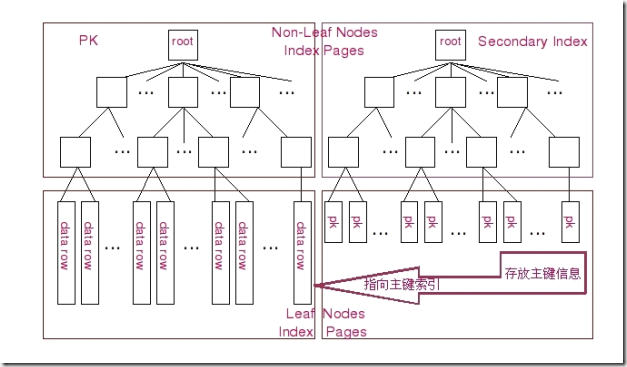 PK
root
Non-Leaf Nodes
Index Pages
root
Secondary Index
...
...
...
...
...
...
...
...
...
...
data row
data row
...
data row
data row
...
data row
data row
...
data row
pk
pk
...
pk
pk
...
pk
pk
...
pk
指向主键索引
存放主键信息
Leaf Nodes
Index Pages